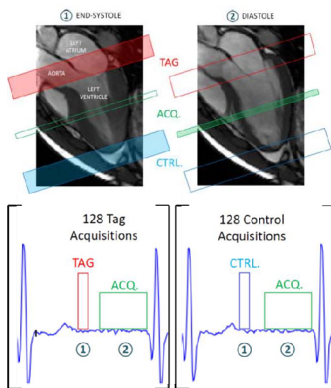 ① END-SYSTOLE
② DIASTOLE
LEFT
ATRIUM
AORTA
LEFT
VENTRICLE
TAG
ACQ.
CTRL.
128 Tag
Acquisitions
128 Control
Acquisitions
TAG
ACQ.
CTRL.
ACQ.
①
②
①
②